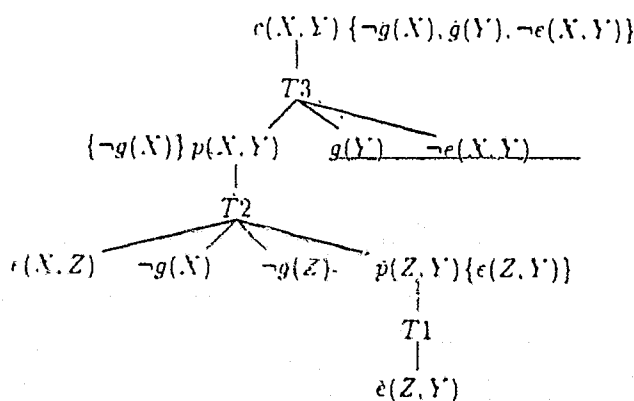 c(X, Y) {¬g(X), g(Y), ¬e(X, Y)}
T3
{¬g(X)} p(X, Y) g(Y) ¬e(X, Y)
T2
e(X, Z) ¬g(X) ¬g(Z) p(Z, Y){e(Z, Y)}
T1
e(Z, Y)